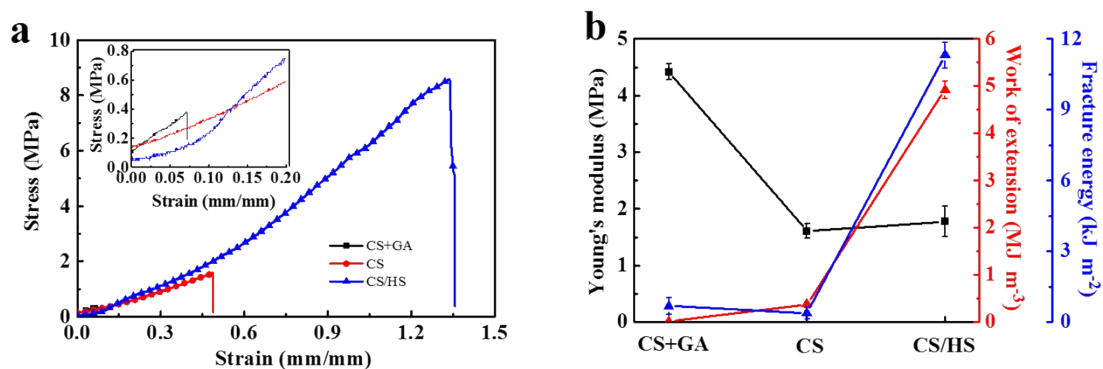 a
10
8
6
4
2
0
Stress (MPa)
0.0
0.3
0.6
0.9
1.2
1.5
Strain (mm/mm)
0.8
0.6
0.4
0.2
0.0
Stress (MPa)
0.00
0.05
0.10
0.15
0.20
Strain (mm/mm)
CS+GA
CS
CS/HS
b
5
4
3
2
1
0
Young's modulus (MPa)
CS+GA
CS
CS/HS
6
5
4
3
2
1
0
Work of extension (MJ m-3)
12
9
6
3
0
Fracture energy (kJ m-2)